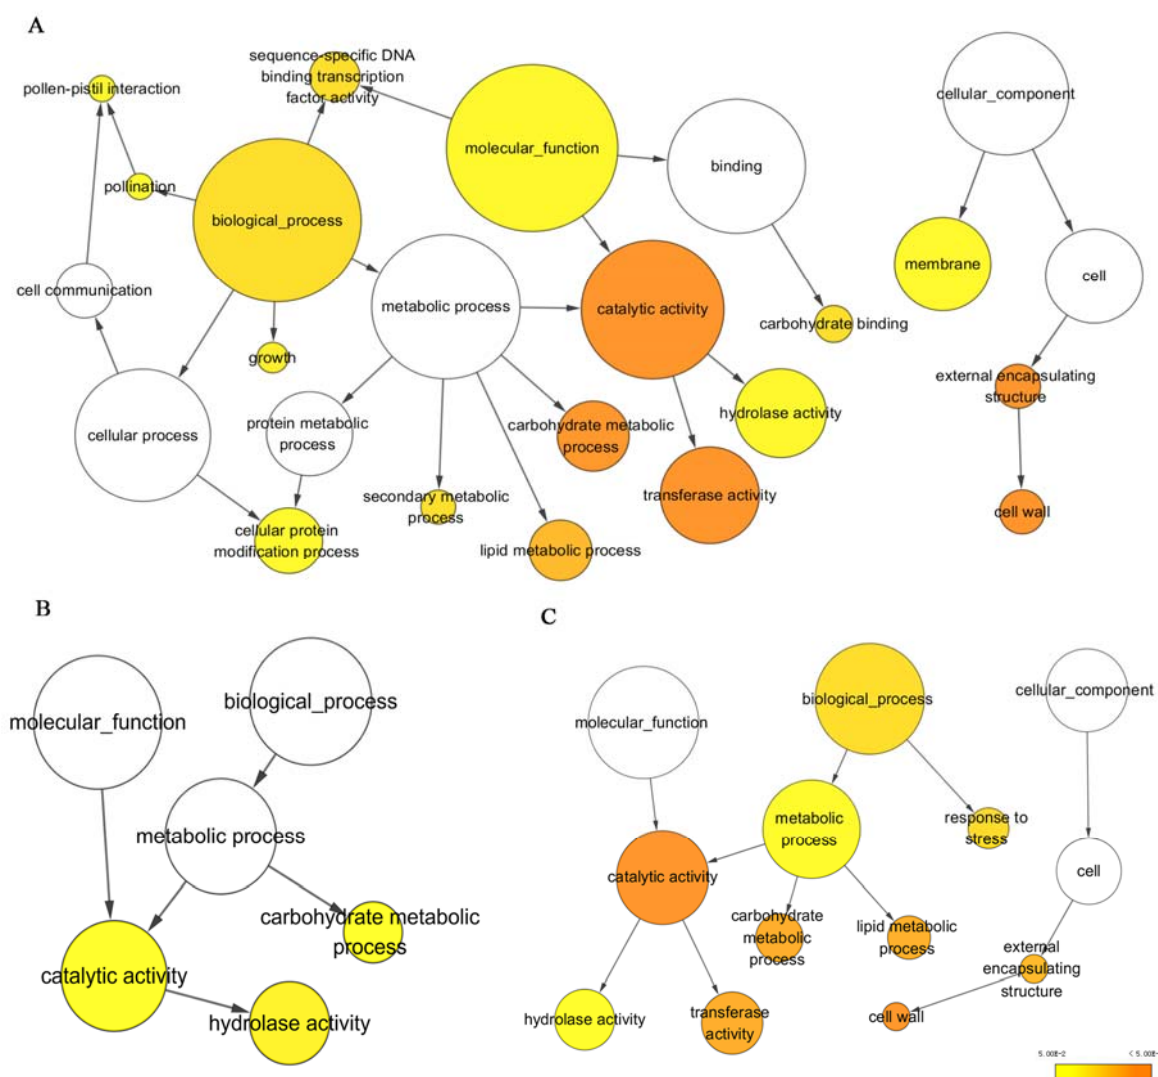 A
sequence-specific DNA
binding transcription
factor activity
pollen-pistil interaction
cellular_component
molecular_function
binding
pollination
biological_process
membrane
cell
cell communication
metabolic process
catalytic activity
carbohydrate binding
growth
external encapsulating
structure
hydrolase activity
cellular process
protein metabolic
process
carbohydrate metabolic
process
secondary metabolic
process
transferase activity
cell wall
cellular protein
modification process
lipid metabolic process
B
molecular_function
biological_process
metabolic process
carbohydrate metabolic
process
catalytic activity
hydrolase activity
C
molecular_function
biological_process
cellular_component
metabolic
process
response to
stress
catalytic activity
cell
carbohydrate
metabolic
process
lipid metabolic
process
external
encapsulating
structure
hydrolase activity
transferase
activity
cell wall
5.00E-2
< 5.00E-